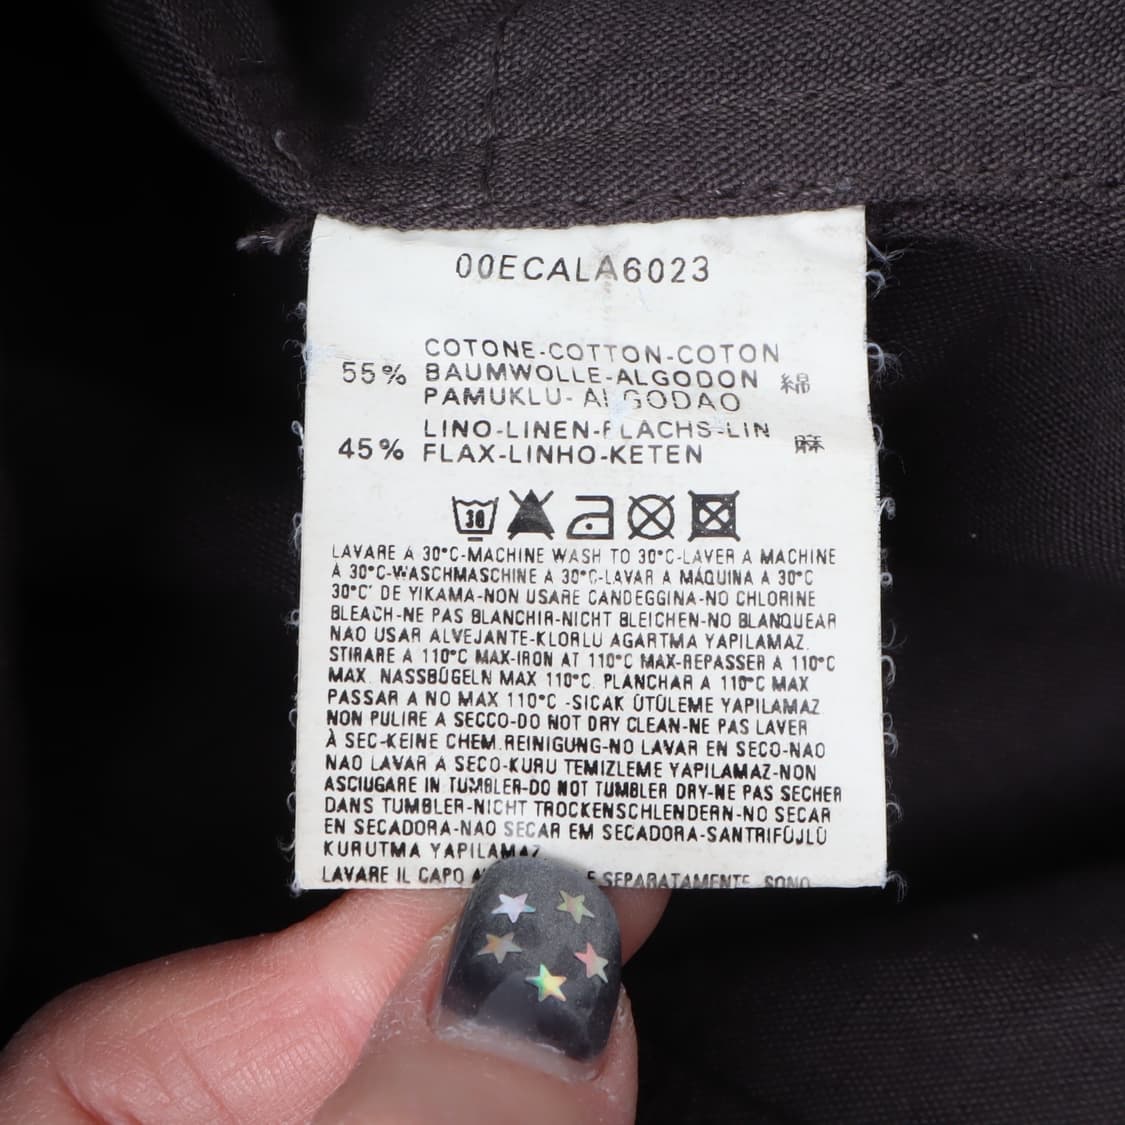 00ECALA6023
COTONE-COTTON-COTON
55% BAUMWOLLE-ALGODON 綿
PAMUKLU- ALGODAO
LINO-LINEN-FLACHS-LIN
45% FLAX-LINHO-KETEN 麻
30
LAVARE A 30°C-MACHINE WASH TO 30°C-LAVER A MACHINE
A 30°C-WASCHMASCHINE A 30°C-LAVAR A MÁQUINA A 30°C
30°C' DE YIKAMA-NON USARE CANDEGGINA-NO CHLORINE
BLEACH-NE PAS BLANCHIR-NICHT BLEICHEN-NO BLANQUEAR
NAO USAR ALVEJANTE-KLORLU AGARTMA YAPILAMAZ.
STIRARE A 110°C MAX-IRON AT 110°C MAX-REPASSER A 110°C
MAX. NASSBÜGELN MAX 110°C. PLANCHAR A 110°C MAX
PASSAR A NO MAX 110°C -SICAK ÜTÜLEME YAPILAMAZ
NON PULIRE A SECCO-DO NOT DRY CLEAN-NE PAS LAVER
À SEC-KEINE CHEM.REINIGUNG-NO LAVAR EN SECO-NAO
NAO LAVAR A SECO-KURU TEMIZLEME YAPILAMAZ-NON
ASCIUGARE IN TUMBLER-DO NOT TUMBLER DRY-NE PAS SECHER
DANS TUMBLER-NICHT TROCKENSCHLENDERN-NO SECAR
EN SECADORA-NAO SECAR EM SECADORA-SANTRIFÜJLÜ
KURUTMA YAPILAMAZ
LAVARE IL CAPO SEPARATAMENTE SONO